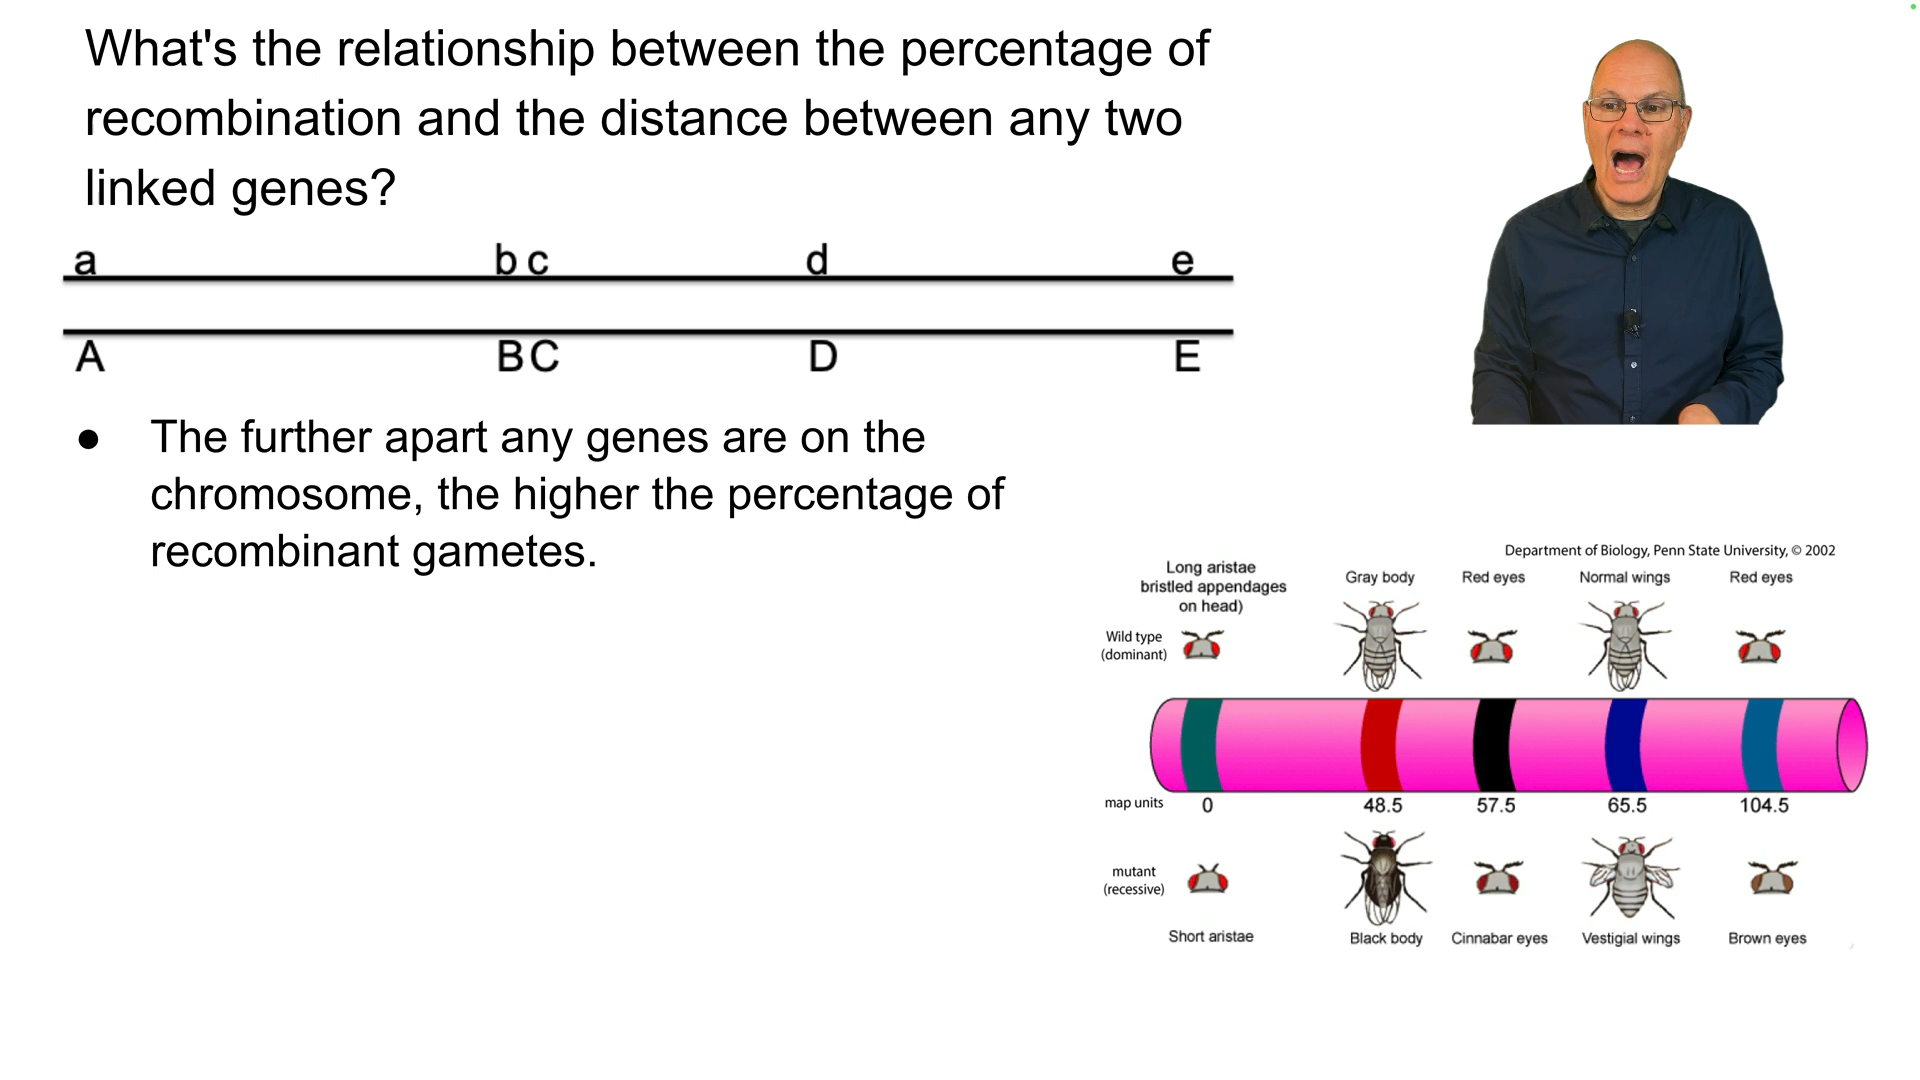 What's the relationship between the percentage of
recombination and the distance between any two
linked genes?
a b c d e
A B C D E
● The further apart any genes are on the
chromosome, the higher the percentage of
recombinant gametes.
Department of Biology, Penn State University, © 2002
Long aristae
bristled appendages
on head)
Gray body
Red eyes
Normal wings
Red eyes
Wild type
(dominant)
map units 0 48.5 57.5 65.5 104.5
mutant
(recessive)
Short aristae
Black body
Cinnabar eyes
Vestigial wings
Brown eyes